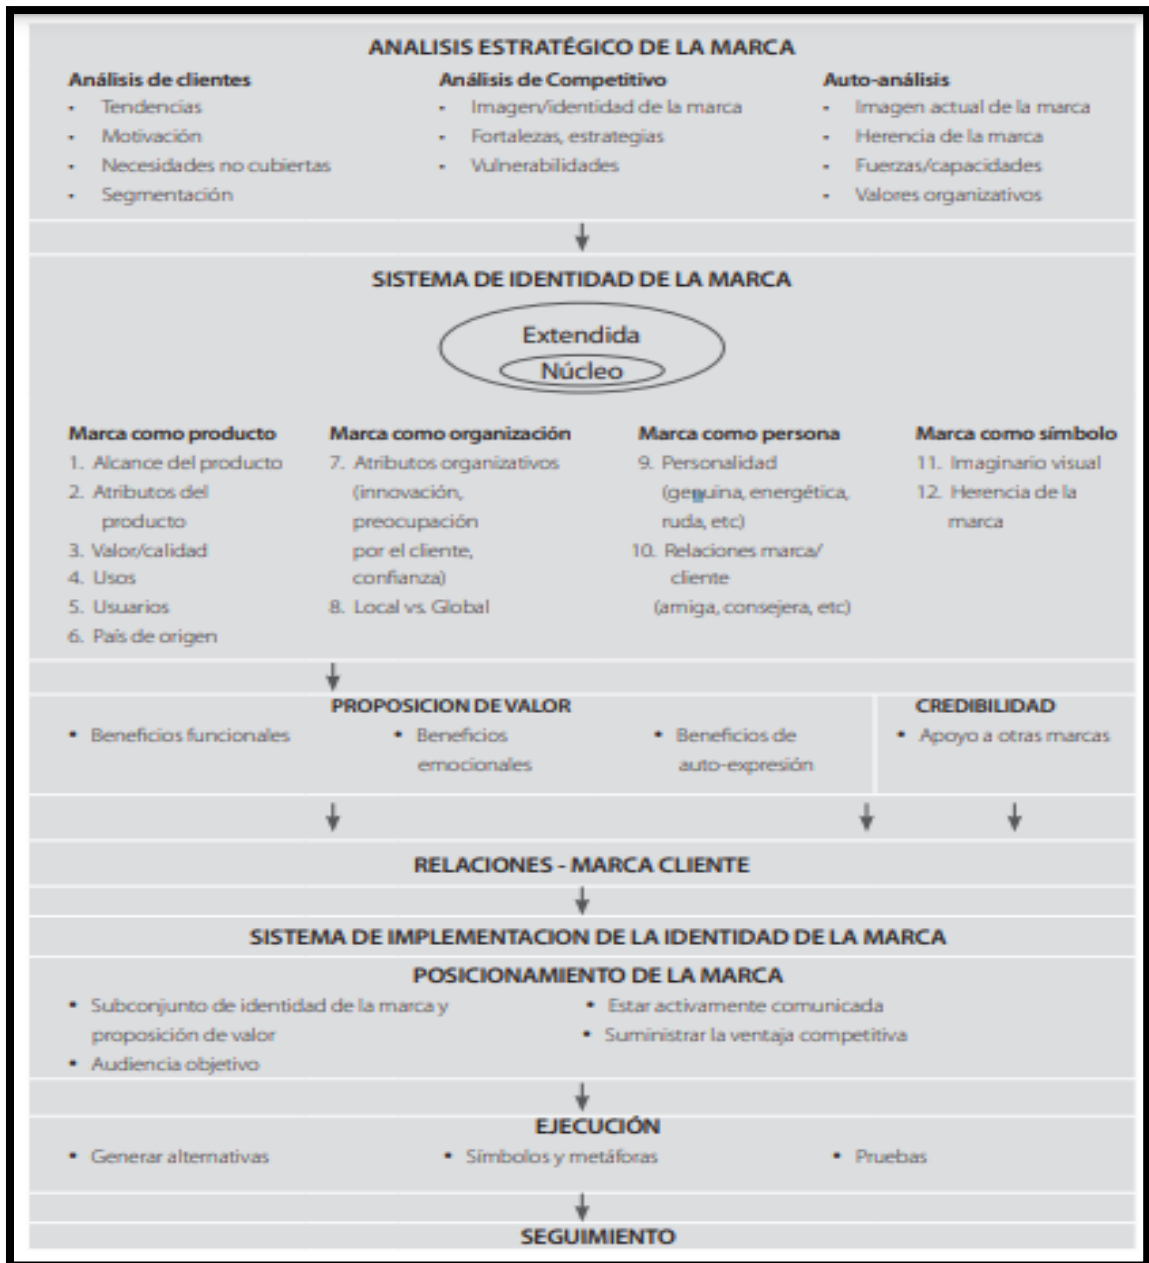 ANALISIS ESTRATÉGICO DE LA MARCA
Análisis de clientes
- Tendencias
- Motivación
- Necesidades no cubiertas
- Segmentación
Análisis de Competitivo
- Imagen/identidad de la marca
- Fortalezas, estrategias
- Vulnerabilidades
Auto-análisis
- Imagen actual de la marca
- Herencia de la marca
- Fuerzas/capacidades
- Valores organizativos
SISTEMA DE IDENTIDAD DE LA MARCA
Extendida
Núcleo
Marca como producto
1. Alcance del producto
2. Atributos del
producto
3. Valor/calidad
4. Usos
5. Usuarios
6. País de origen
Marca como organización
7. Atributos organizativos
(innovación,
preocupación
por el cliente,
confianza)
8. Local vs. Global
Marca como persona
9. Personalidad
(genuina, energética,
ruda, etc)
10. Relaciones marca/
cliente
(amiga, consejera, etc)
Marca como símbolo
11. Imaginario visual
12. Herencia de la
marca
PROPOSICION DE VALOR
• Beneficios funcionales
• Beneficios
emocionales
• Beneficios de
auto-expresión
CREDIBILIDAD
• Apoyo a otras marcas
RELACIONES - MARCA CLIENTE
SISTEMA DE IMPLEMENTACION DE LA IDENTIDAD DE LA MARCA
POSICIONAMIENTO DE LA MARCA
• Subconjunto de identidad de la marca y
proposición de valor
• Audiencia objetivo
• Estar activamente comunicada
• Suministrar la ventaja competitiva
EJECUCIÓN
• Generar alternativas
• Símbolos y metáforas
• Pruebas
SEGUIMIENTO